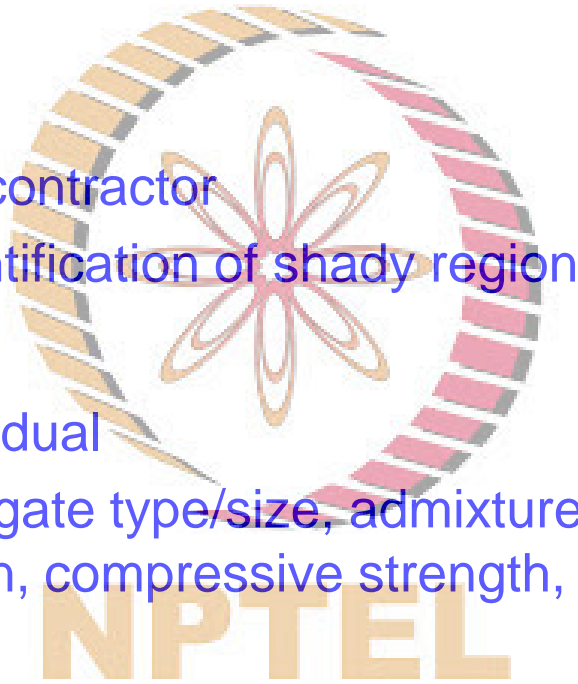 contractor
tification of shady region
dual
gate type/size, admixture
n, compressive strength,
NPTEL